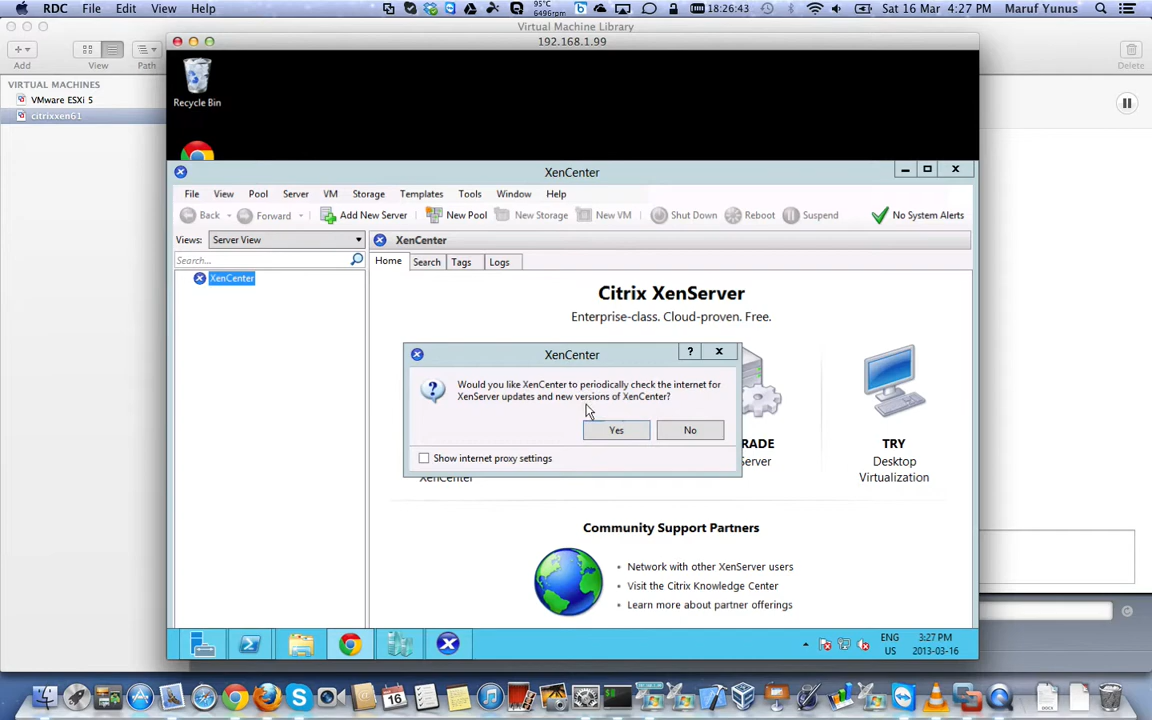 RDC File Edit View Window Help
95°C
6496rpm
18:26:43
Sat 16 Mar 4:27 PM Maruf Yunus
Virtual Machine Library
192.168.1.99
Add View Path
Delete
VIRTUAL MACHINES
VMware ESXi 5
citrixxen61
Recycle Bin
XenCenter
File View Pool Server VM Storage Templates Tools Window Help
Back Forward Add New Server New Pool New Storage New VM Shut Down Reboot Suspend No System Alerts
Views: Server View
XenCenter
Search...
Home Search Tags Logs
XenCenter
Citrix XenServer
Enterprise-class. Cloud-proven. Free.
XenCenter
Would you like XenCenter to periodically check the internet for
XenServer updates and new versions of XenCenter?
Yes No
Show internet proxy settings
XenCenter
RADE
Server
TRY
Desktop
Virtualization
Community Support Partners
Network with other XenServer users
Visit the Citrix Knowledge Center
Learn more about partner offerings
ENG
US
3:27 PM
2013-03-16